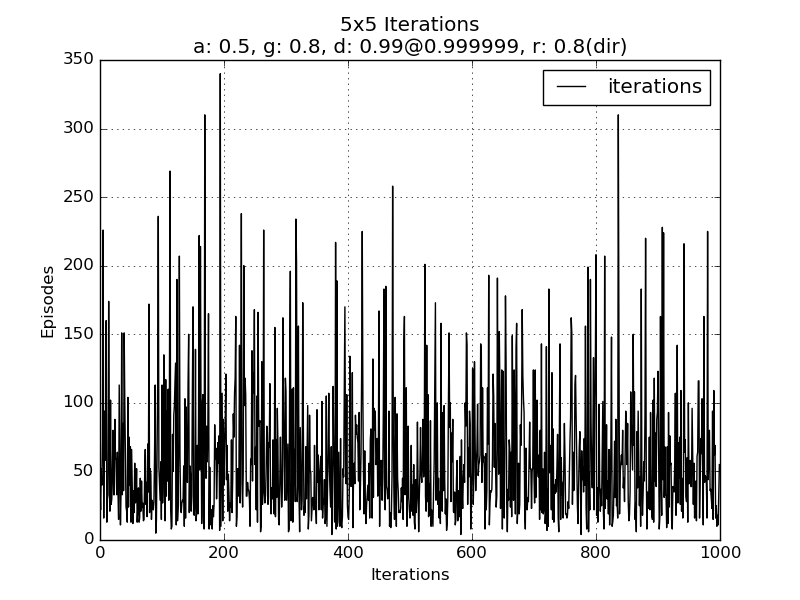 5x5 Iterations
a: 0.5, g: 0.8, d: 0.99@0.999999, r: 0.8(dir)
iterations
350
300
250
200
150
100
50
0
Episodes
0 200 400 600 800 1000
Iterations